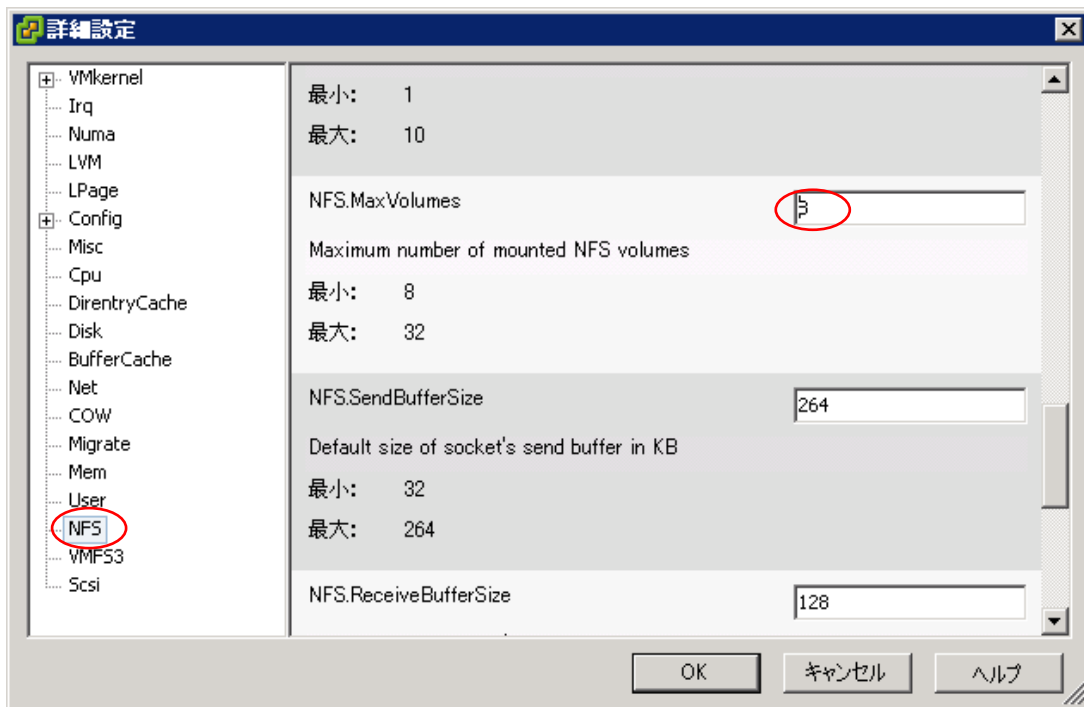 詳細設定
VMkernel
Irq
Numa
LVM
LPage
Config
Misc
Cpu
DirentryCache
Disk
BufferCache
Net
COW
Migrate
Mem
User
NFS
VMFS3
Scsi
最小: 1
最大: 10
NFS.MaxVolumes
Maximum number of mounted NFS volumes
最小: 8
最大: 32
NFS.SendBufferSize 264
Default size of socket's send buffer in KB
最小: 32
最大: 264
NFS.ReceiveBufferSize 128
OK キャンセル ヘルプ